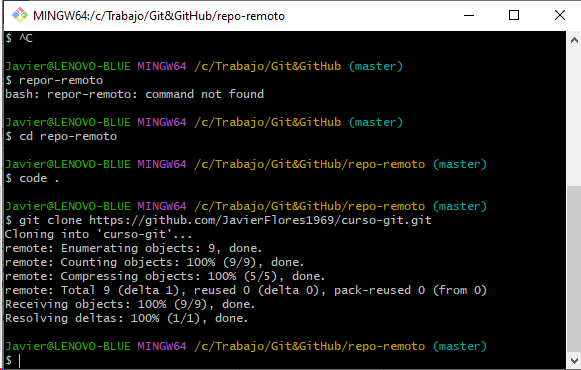 MINGW64:/c/Trabajo/Git&GitHub/repo-remoto
$ ^C
Javier@LENOVO-BLUE MINGW64 /c/Trabajo/Git&GitHub (master)
$ repor-remoto
bash: repor-remoto: command not found
Javier@LENOVO-BLUE MINGW64 /c/Trabajo/Git&GitHub (master)
$ cd repo-remoto
Javier@LENOVO-BLUE MINGW64 /c/Trabajo/Git&GitHub/repo-remoto (master)
$ code .
Javier@LENOVO-BLUE MINGW64 /c/Trabajo/Git&GitHub/repo-remoto (master)
$ git clone https://github.com/JavierFlores1969/curso-git.git
Cloning into 'curso-git'...
remote: Enumerating objects: 9, done.
remote: Counting objects: 100% (9/9), done.
remote: Compressing objects: 100% (5/5), done.
remote: Total 9 (delta 1), reused 0 (delta 0), pack-reused 0 (from 0)
Receiving objects: 100% (9/9), done.
Resolving deltas: 100% (1/1), done.
Javier@LENOVO-BLUE MINGW64 /c/Trabajo/Git&GitHub/repo-remoto (master)
$